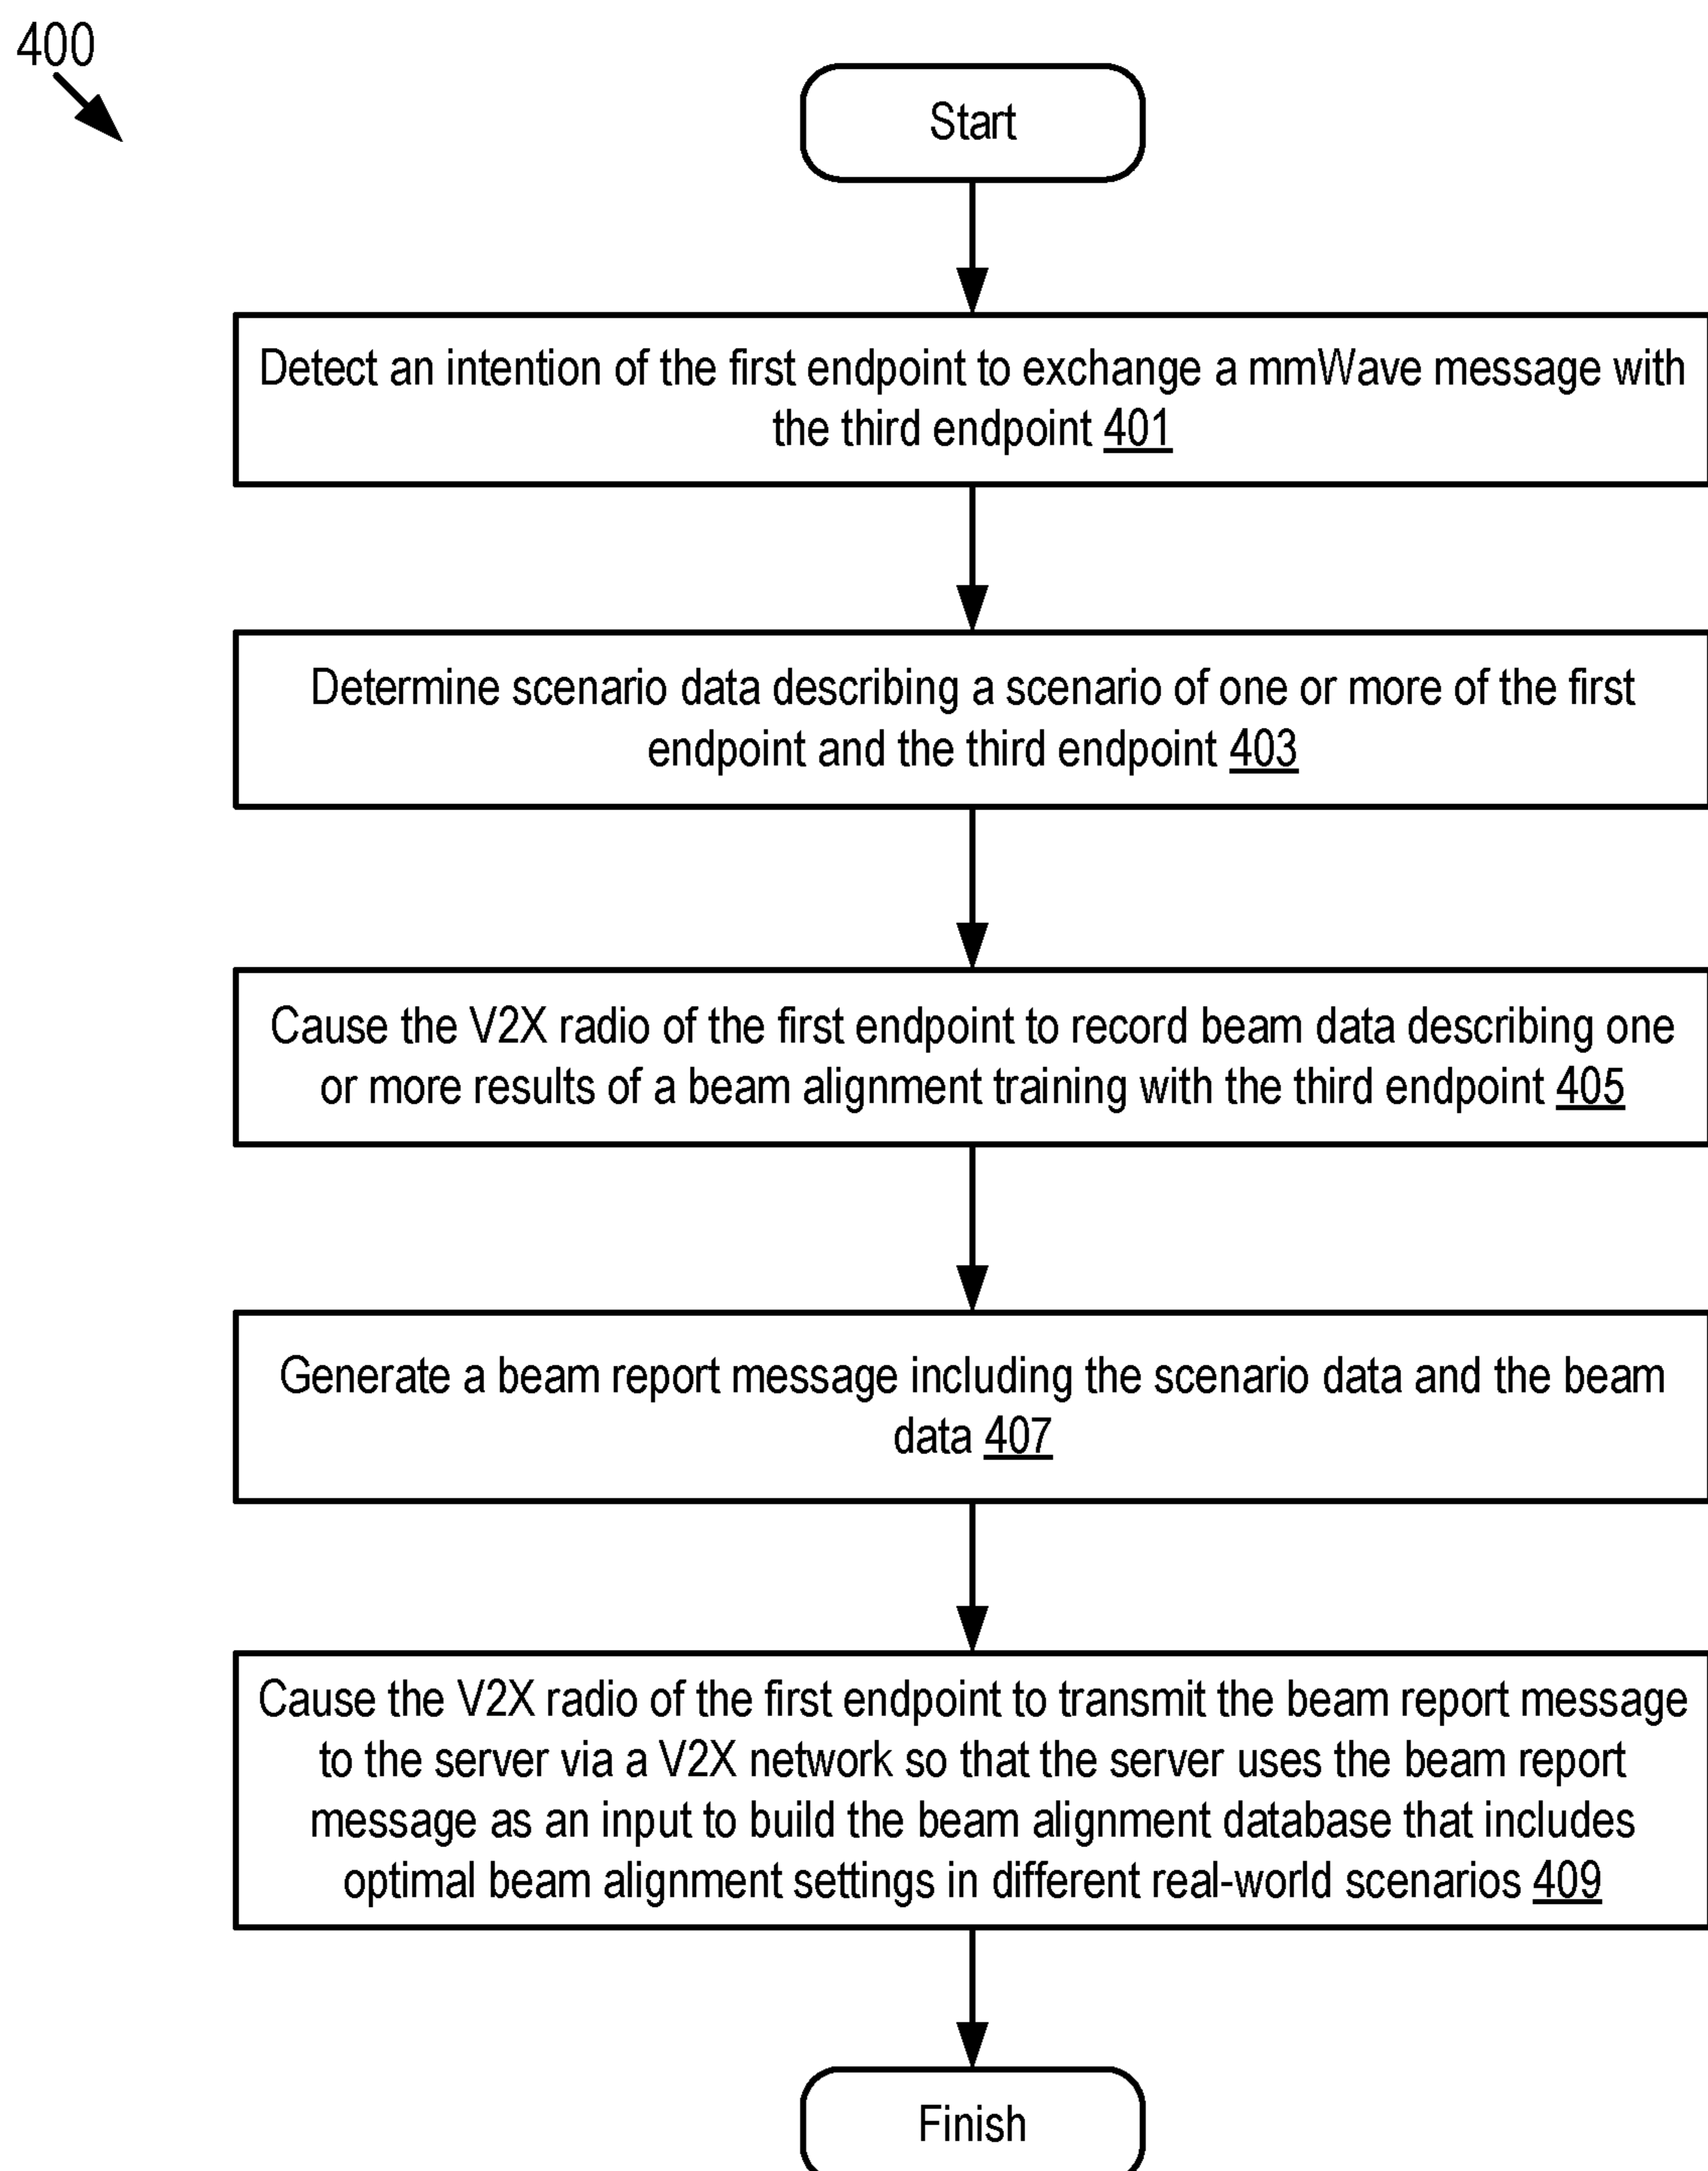 400
Start
Detect an intention of the first endpoint to exchange a mmWave message with
the third endpoint 401
Determine scenario data describing a scenario of one or more of the first
endpoint and the third endpoint 403
Cause the V2X radio of the first endpoint to record beam data describing one
or more results of a beam alignment training with the third endpoint 405
Generate a beam report message including the scenario data and the beam
data 407
Cause the V2X radio of the first endpoint to transmit the beam report message
to the server via a V2X network so that the server uses the beam report
message as an input to build the beam alignment database that includes
optimal beam alignment settings in different real-world scenarios 409
Finish